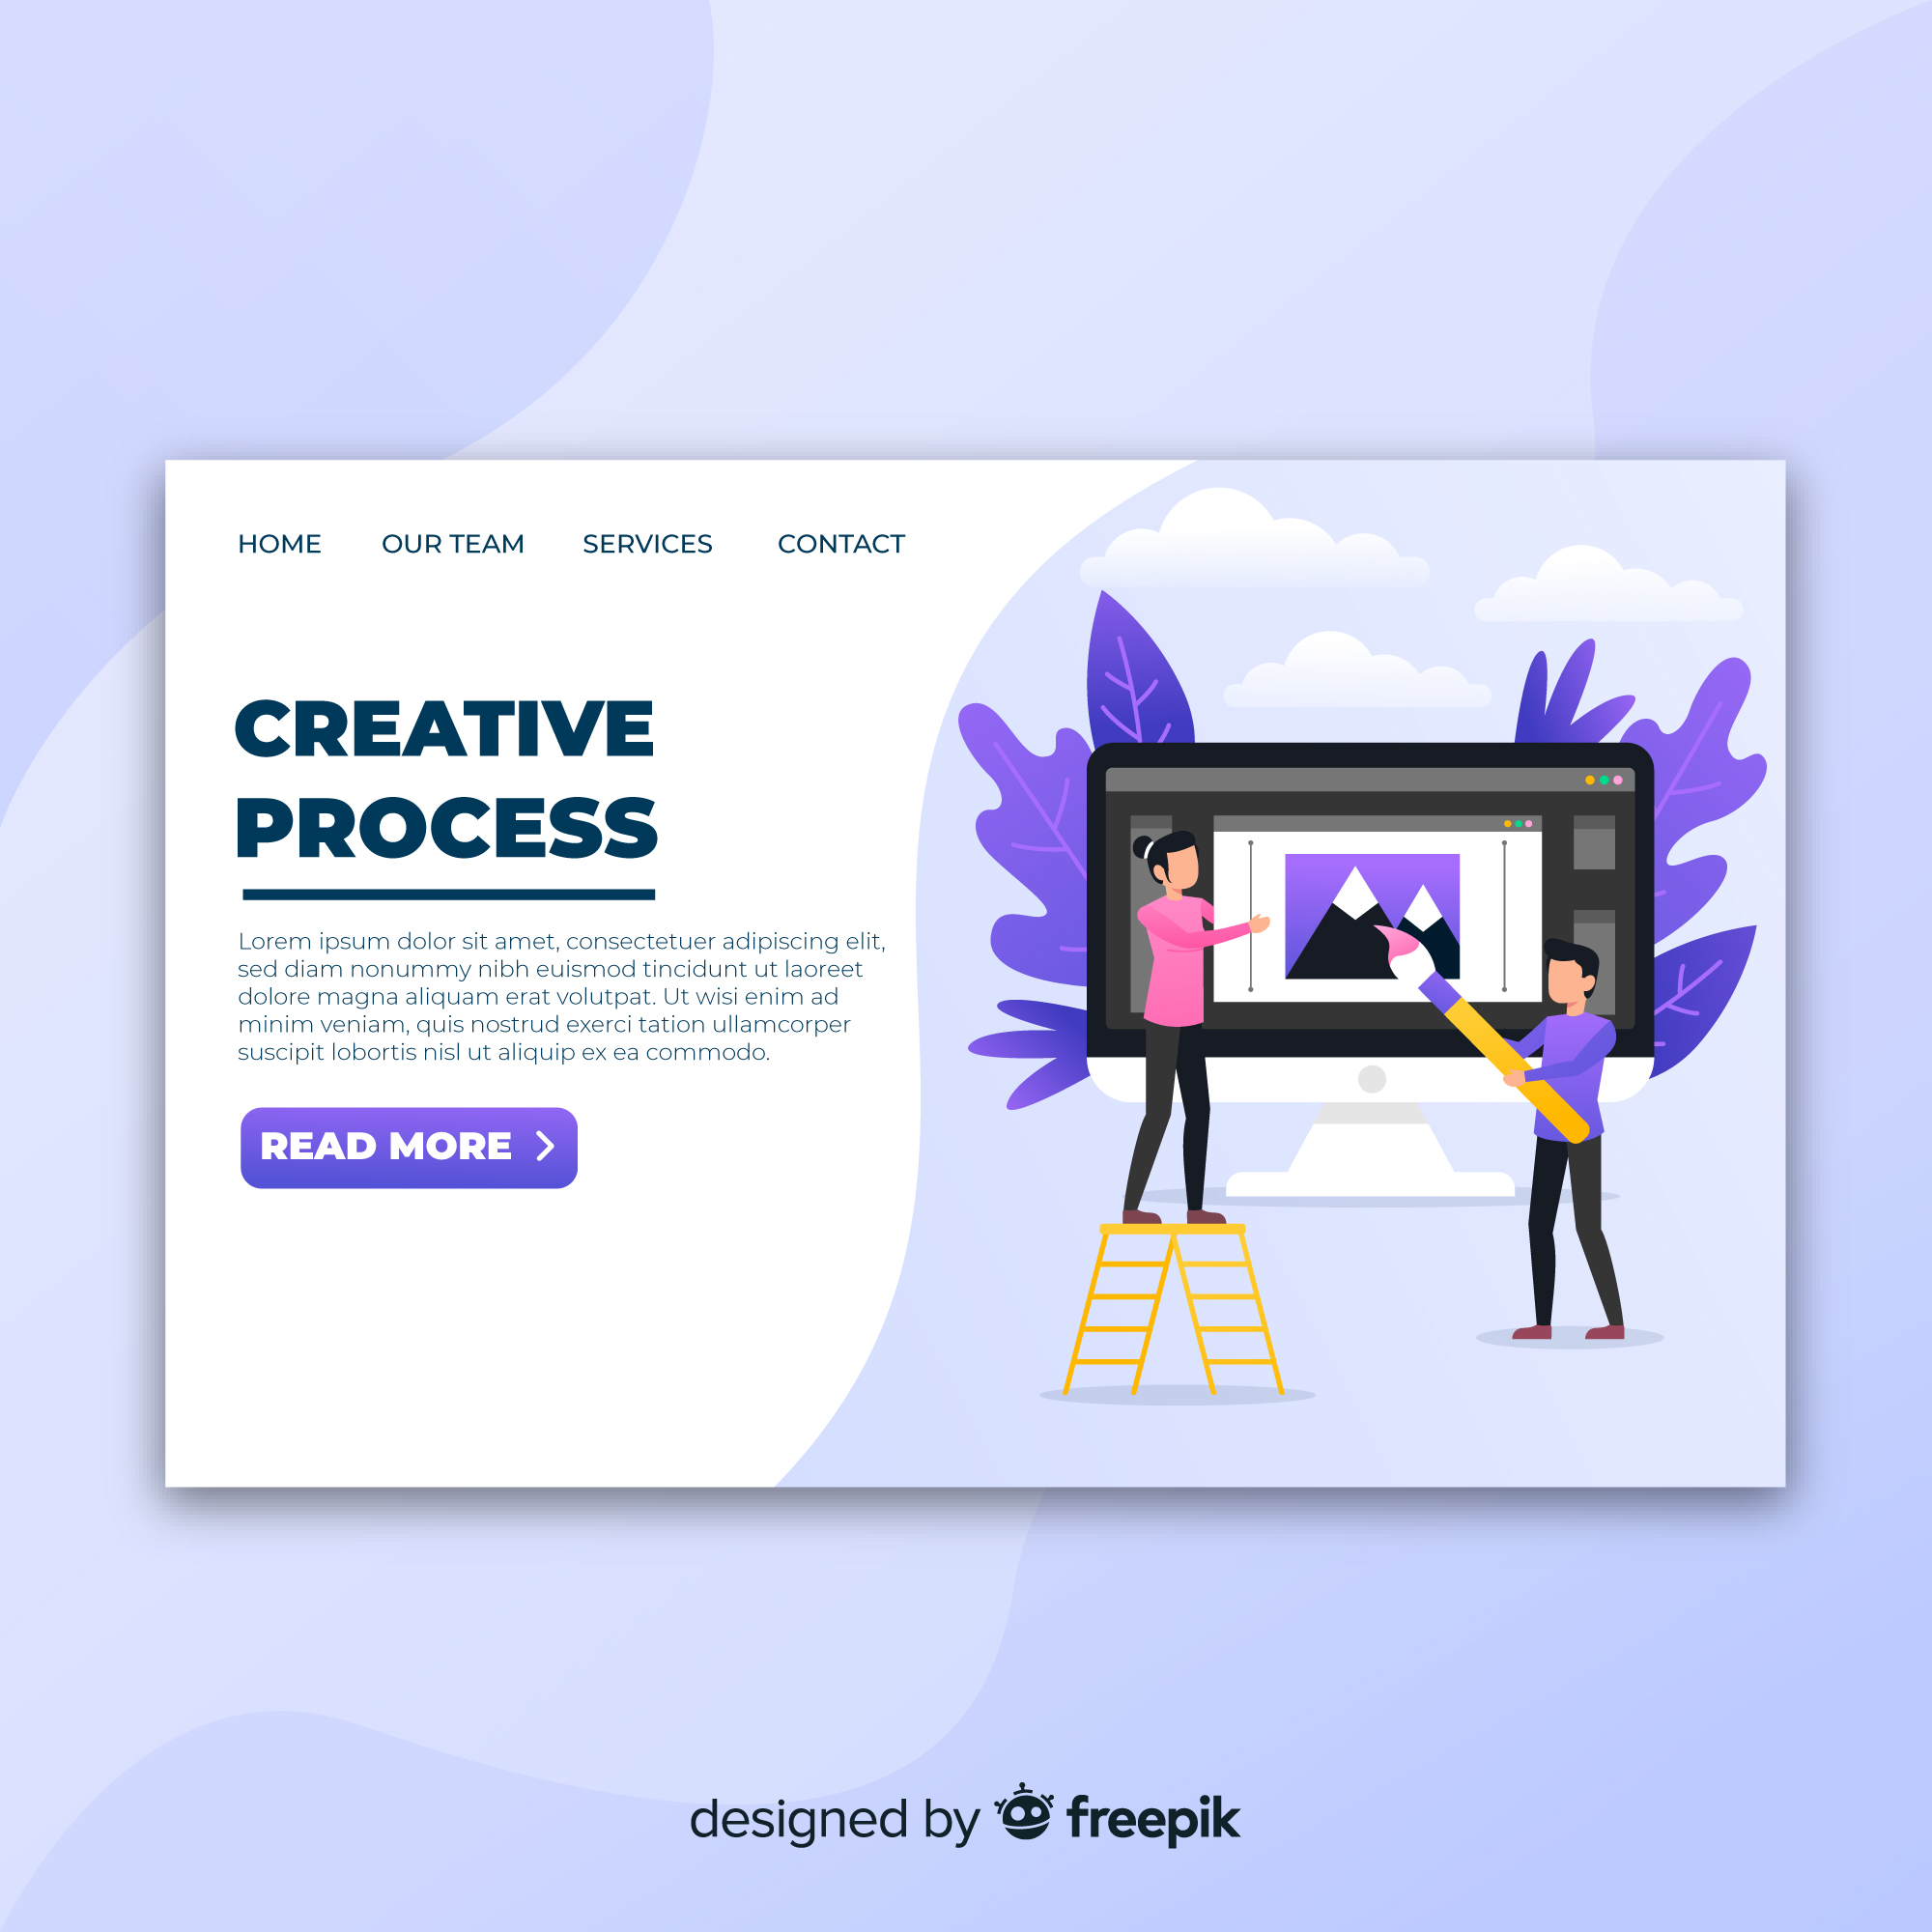 HOME OUR TEAM SERVICES CONTACT
CREATIVE
PROCESS
Lorem ipsum dolor sit amet, consectetuer adipiscing elit,
sed diam nonummy nibh euismod tincidunt ut laoreet
dolore magna aliquam erat volutpat. Ut wisi enim ad
minim veniam, quis nostrud exerci tation ullamcorper
suscipit lobortis nisl ut aliquip ex ea commodo.
READ MORE
designed by freepik